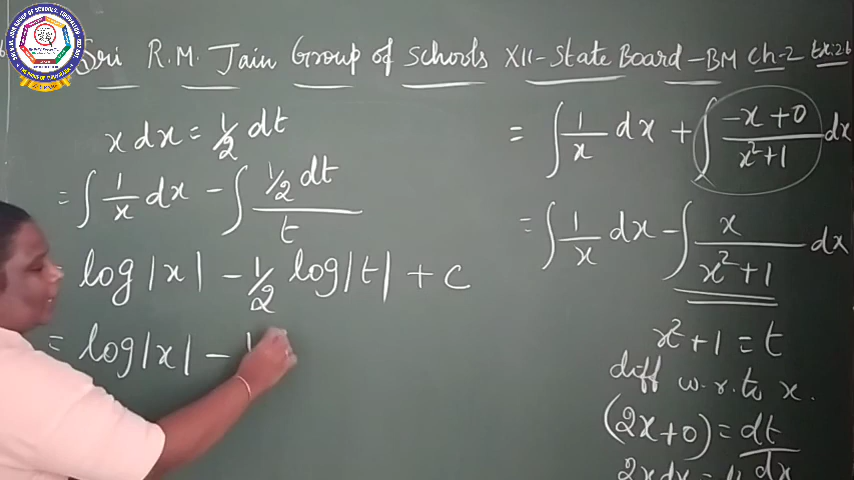 Sri R.M. Jain Group of Schools XII-State Board-BM Ch-2 Ex:2.6
x dx = 1/2 dt
= ∫ 1/x dx - ∫ 1/2 dt / t
log |x| - 1/2 log |t| + c
= log |x| - 1
= ∫ 1/x dx + ∫ (-x + 0)/(x²+1) dx
= ∫ 1/x dx - ∫ x/(x²+1) dx
x² + 1 = t
diff w.r.to x.
(2x+0) = dt/dx